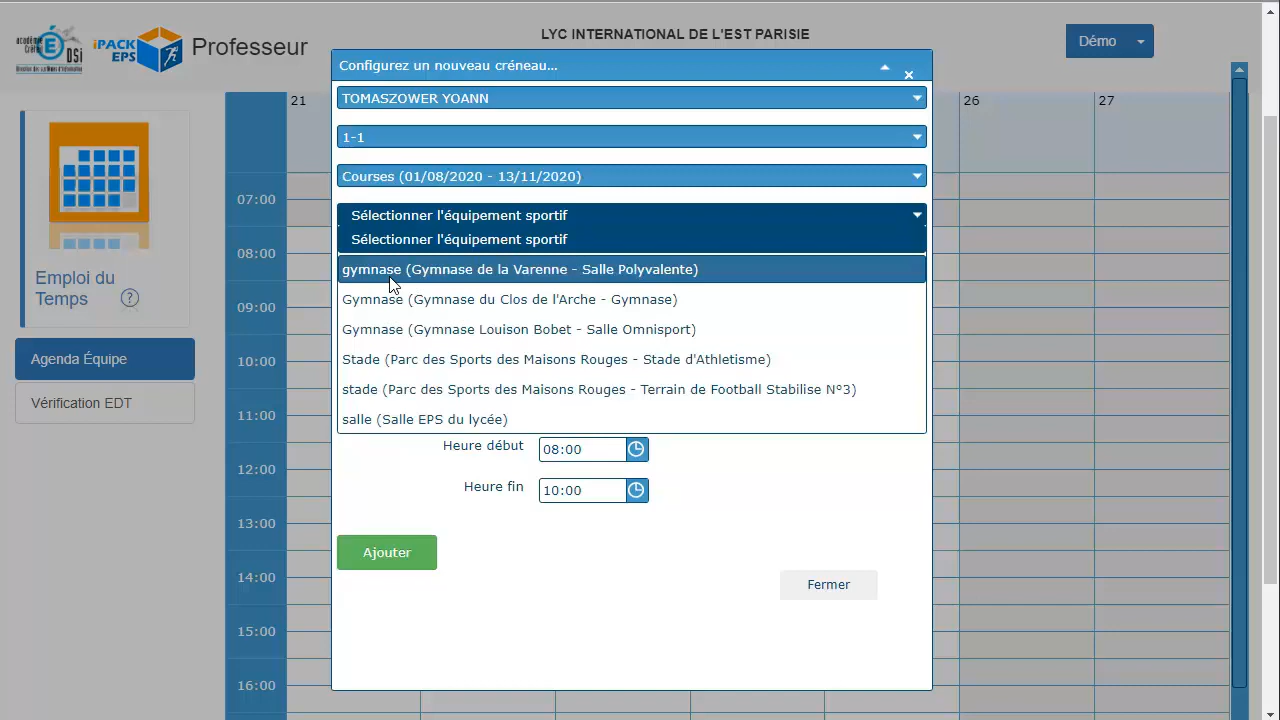 LYC INTERNATIONAL DE L'EST PARISIE
iPACK EPS
Professeur
Démo
Configurez un nouveau créneau...
TOMASZOWER YOANN
1-1
Courses (01/08/2020 - 13/11/2020)
Sélectionner l'équipement sportif
Sélectionner l'équipement sportif
gymnase (Gymnase de la Varenne - Salle Polyvalente)
Gymnase (Gymnase du Clos de l'Arche - Gymnase)
Gymnase (Gymnase Louison Bobet - Salle Omnisport)
Stade (Parc des Sports des Maisons Rouges - Stade d'Athletisme)
stade (Parc des Sports des Maisons Rouges - Terrain de Football Stabilise N°3)
salle (Salle EPS du lycée)
Heure début
08:00
Heure fin
10:00
Ajouter
Fermer
Emploi du
Temps ?
Agenda Équipe
Vérification EDT
21
26
27
07:00
08:00
09:00
10:00
11:00
12:00
13:00
14:00
15:00
16:00